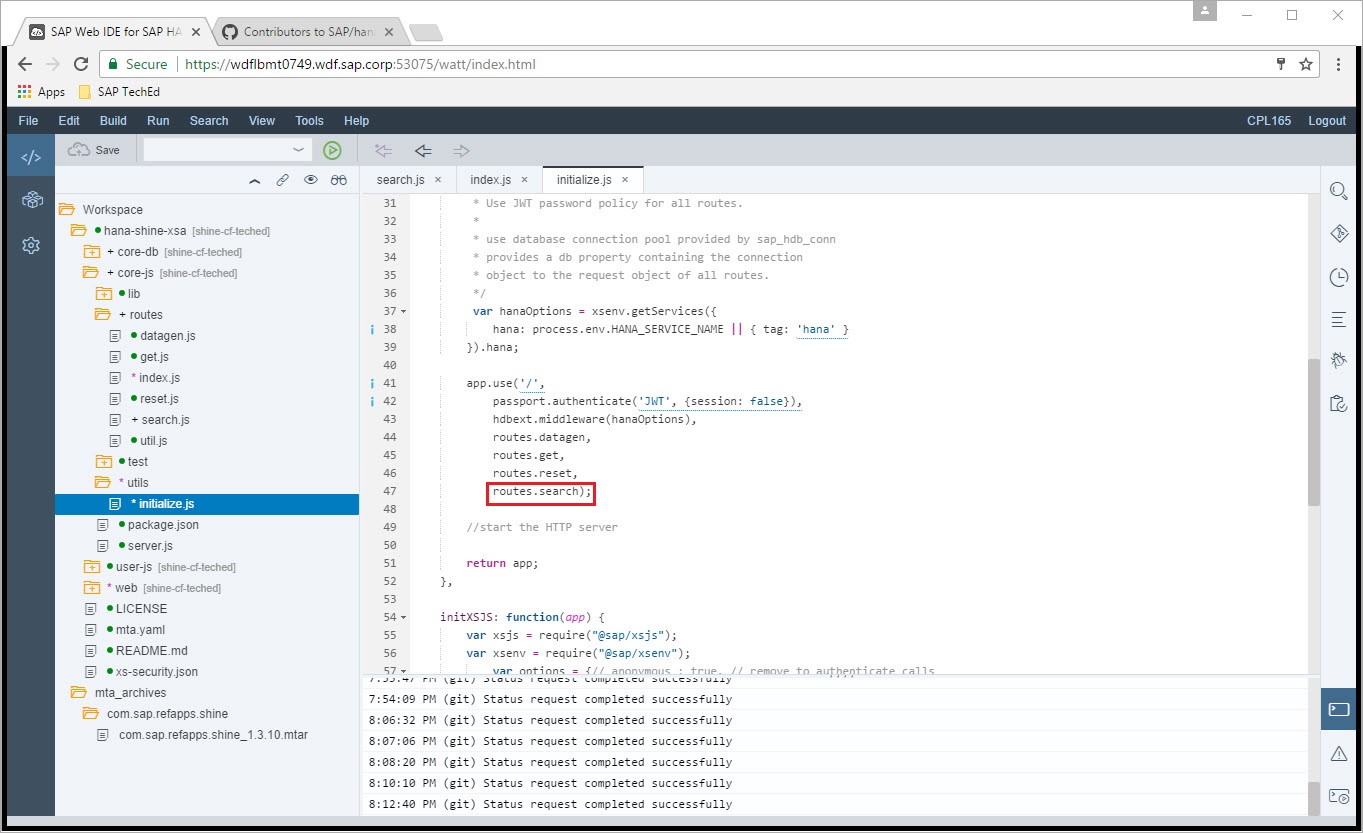 SAP Web IDE for SAP HA
Contributors to SAP/han
Secure
https://wdflbmt0749.wdf.sap.corp:53075/watt/index.html
Apps
SAP TechEd
File Edit Build Run Search View Tools Help
CPL165 Logout
Save
search.js ×
index.js ×
initialize.js ×
Workspace
hana-shine-xsa [shine-cf-teched]
+ core-db [shine-cf-teched]
+ core-js [shine-cf-teched]
lib
+ routes
datagen.js
get.js
* index.js
reset.js
+ search.js
util.js
test
* utils
* initialize.js
package.json
server.js
user-js [shine-cf-teched]
* web [shine-cf-teched]
LICENSE
mta.yaml
README.md
xs-security.json
mta_archives
com.sap.refapps.shine
com.sap.refapps.shine_1.3.10.mtar
31 * Use JWT password policy for all routes.
32 *
33 * use database connection pool provided by sap_hdb_conn
34 * provides a db property containing the connection
35 * object to the request object of all routes.
36 */
37 var hanaOptions = xsenv.getServices({
38 hana: process.env.HANA_SERVICE_NAME || { tag: 'hana' }
39 }).hana;
40
41 app.use('/',
42 passport.authenticate('JWT', {session: false}),
43 hdbext.middleware(hanaOptions),
44 routes.datagen,
45 routes.get,
46 routes.reset,
47 routes.search);
48
49 //start the HTTP server
50
51 return app;
52 },
53
54 initXSJS: function(app) {
55 var xsjs = require("@sap/xsjs");
56 var xsenv = require("@sap/xsenv");
57 var options = {// anonymous : true, // remove to authenticate calls
7:53:47 PM (git) Status request completed successfully
7:54:09 PM (git) Status request completed successfully
8:06:32 PM (git) Status request completed successfully
8:07:06 PM (git) Status request completed successfully
8:08:20 PM (git) Status request completed successfully
8:10:10 PM (git) Status request completed successfully
8:12:40 PM (git) Status request completed successfully